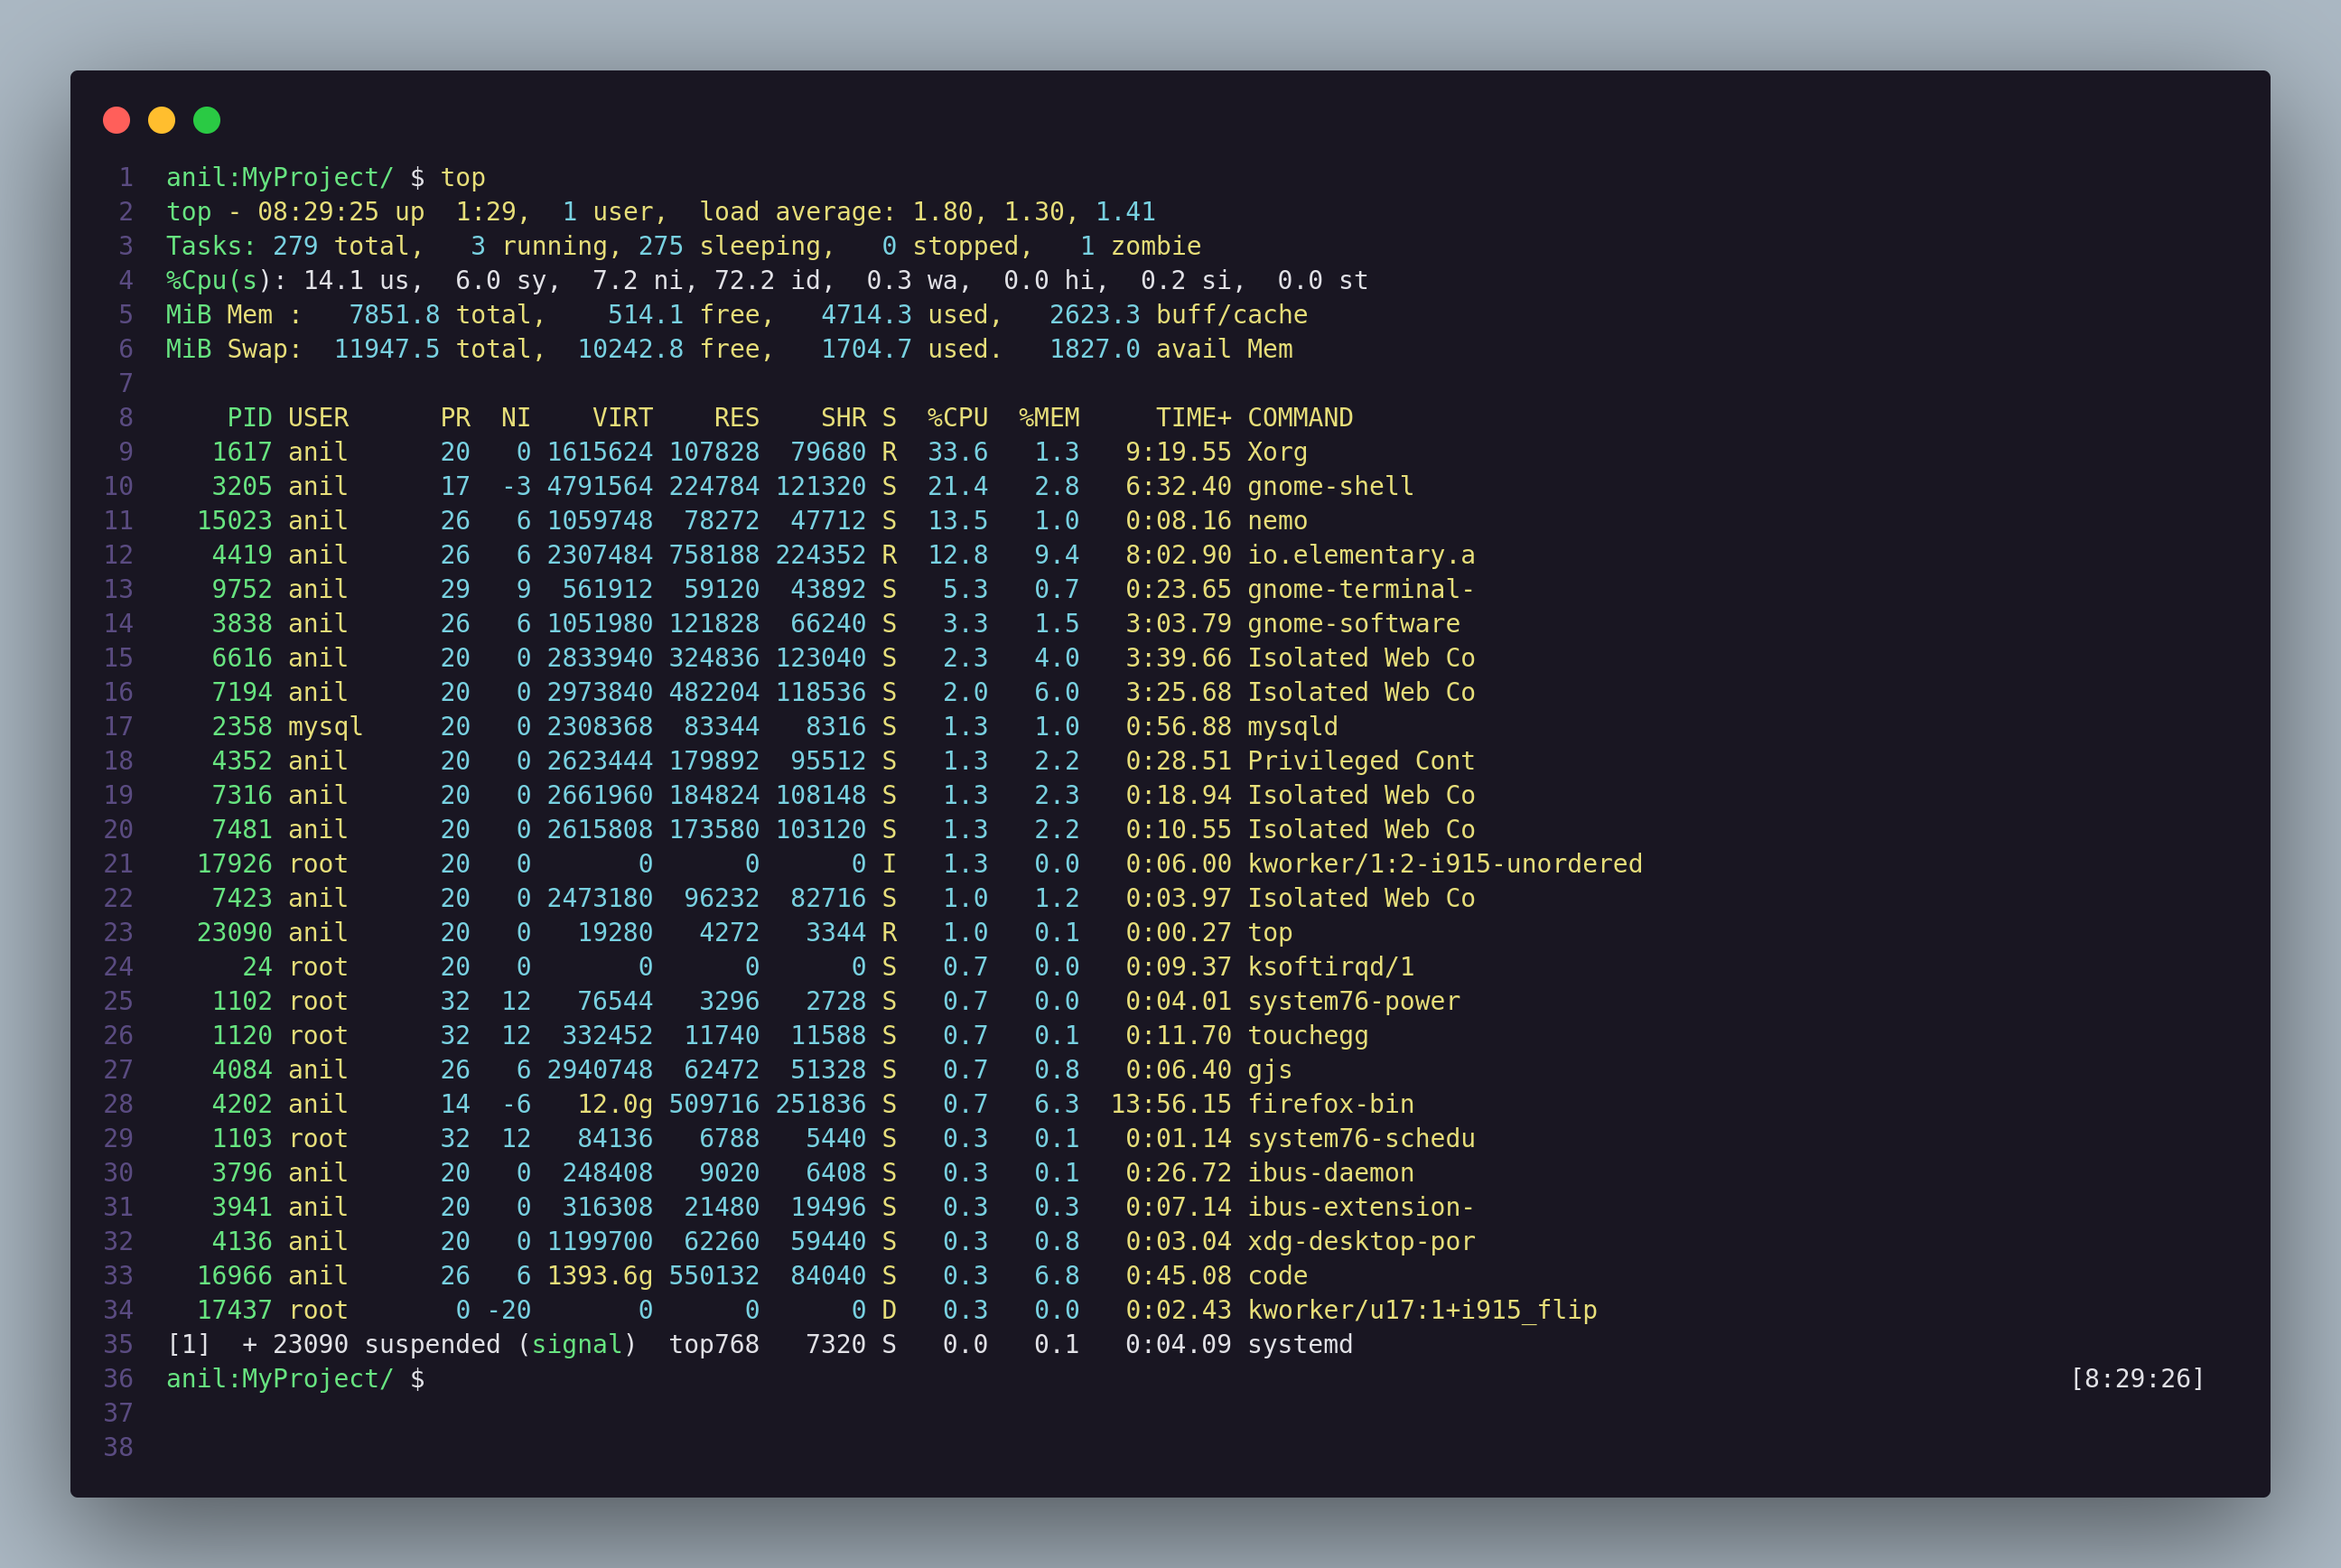 1 anil:MyProject/ $ top
2 top - 08:29:25 up  1:29,  1 user,  load average: 1.80, 1.30, 1.41
3 Tasks: 279 total,   3 running, 275 sleeping,   0 stopped,   1 zombie
4 %Cpu(s): 14.1 us,  6.0 sy,  7.2 ni, 72.2 id,  0.3 wa,  0.0 hi,  0.2 si,  0.0 st
5 MiB Mem :   7851.8 total,    514.1 free,   4714.3 used,   2623.3 buff/cache
6 MiB Swap:  11947.5 total,  10242.8 free,   1704.7 used.   1827.0 avail Mem
7
8     PID USER      PR  NI    VIRT    RES    SHR S  %CPU  %MEM     TIME+ COMMAND
9    1617 anil      20   0 1615624 107828  79680 R  33.6   1.3   9:19.55 Xorg
10    3205 anil      17  -3 4791564 224784 121320 S  21.4   2.8   6:32.40 gnome-shell
11   15023 anil      26   6 1059748  78272  47712 S  13.5   1.0   0:08.16 nemo
12    4419 anil      26   6 2307484 758188 224352 R  12.8   9.4   8:02.90 io.elementary.a
13    9752 anil      29   9  561912  59120  43892 S   5.3   0.7   0:23.65 gnome-terminal-
14    3838 anil      26   6 1051980 121828  66240 S   3.3   1.5   3:03.79 gnome-software
15    6616 anil      20   0 2833940 324836 123040 S   2.3   4.0   3:39.66 Isolated Web Co
16    7194 anil      20   0 2973840 482204 118536 S   2.0   6.0   3:25.68 Isolated Web Co
17    2358 mysql     20   0 2308368  83344   8316 S   1.3   1.0   0:56.88 mysqld
18    4352 anil      20   0 2623444 179892  95512 S   1.3   2.2   0:28.51 Privileged Cont
19    7316 anil      20   0 2661960 184824 108148 S   1.3   2.3   0:18.94 Isolated Web Co
20    7481 anil      20   0 2615808 173580 103120 S   1.3   2.2   0:10.55 Isolated Web Co
21   17926 root      20   0       0      0      0 I   1.3   0.0   0:06.00 kworker/1:2-i915-unordered
22    7423 anil      20   0 2473180  96232  82716 S   1.0   1.2   0:03.97 Isolated Web Co
23   23090 anil      20   0   19280   4272   3344 R   1.0   0.1   0:00.27 top
24      24 root      20   0       0      0      0 S   0.7   0.0   0:09.37 ksoftirqd/1
25    1102 root      32  12   76544   3296   2728 S   0.7   0.0   0:04.01 system76-power
26    1120 root      32  12  332452  11740  11588 S   0.7   0.1   0:11.70 touchegg
27    4084 anil      26   6 2940748  62472  51328 S   0.7   0.8   0:06.40 gjs
28    4202 anil      14  -6   12.0g 509716 251836 S   0.7   6.3  13:56.15 firefox-bin
29    1103 root      32  12   84136   6788   5440 S   0.3   0.1   0:01.14 system76-schedu
30    3796 anil      20   0  248408   9020   6408 S   0.3   0.1   0:26.72 ibus-daemon
31    3941 anil      20   0  316308  21480  19496 S   0.3   0.3   0:07.14 ibus-extension-
32    4136 anil      20   0 1199700  62260  59440 S   0.3   0.8   0:03.04 xdg-desktop-por
33   16966 anil      26   6 1393.6g 550132  84040 S   0.3   6.8   0:45.08 code
34   17437 root       0 -20       0      0      0 D   0.3   0.0   0:02.43 kworker/u17:1+i915_flip
35 [1]  + 23090 suspended (signal)  top768   7320 S   0.0   0.1   0:04.09 systemd
36 anil:MyProject/ $ [8:29:26]
37
38